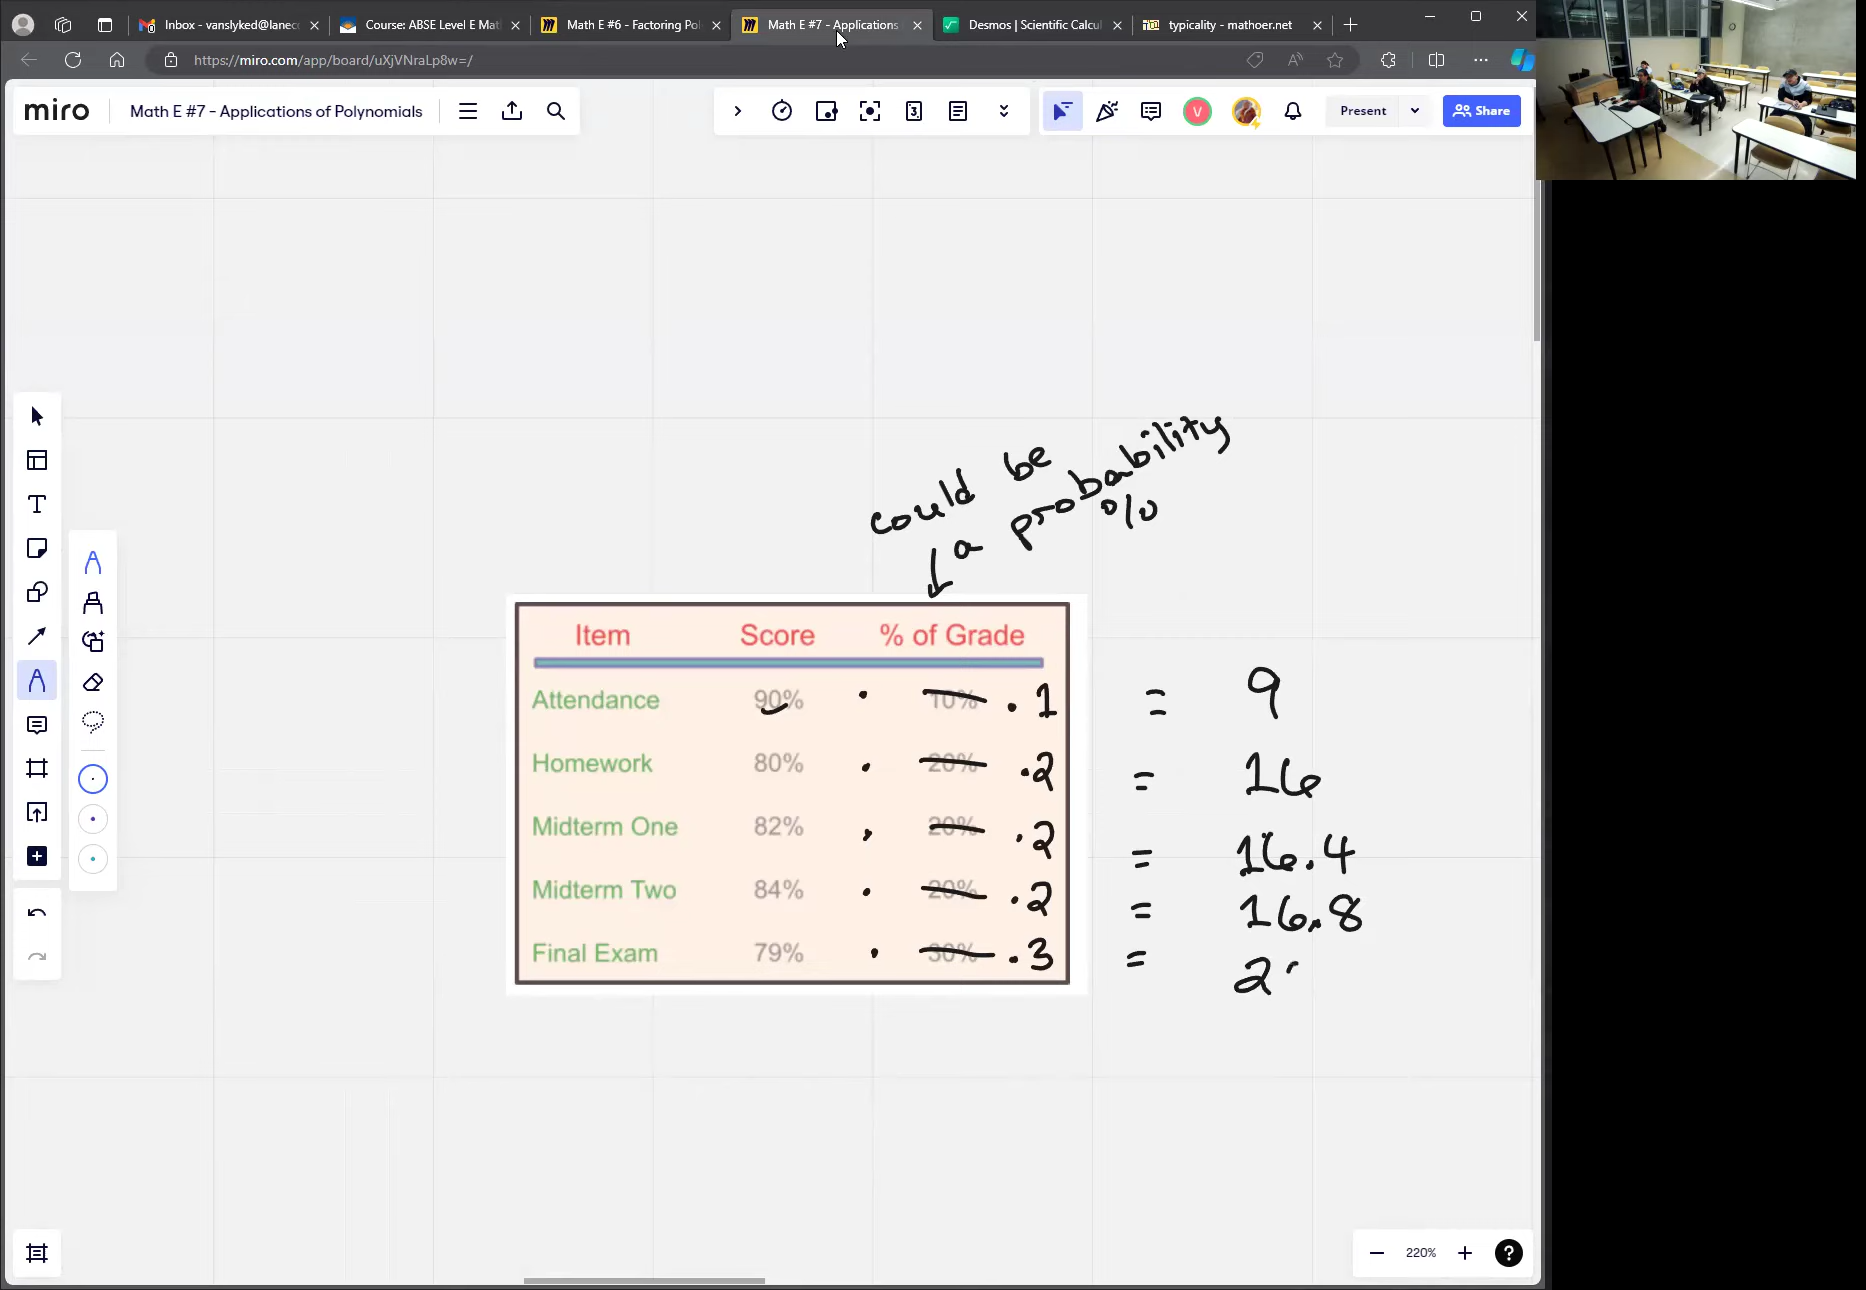 Inbox - vanslyked@lanec
Course: ABSE Level E Mat
Math E #6 - Factoring Pol
Math E #7 - Applications
Desmos | Scientific Calcul
typicality - mathoer.net
https://miro.com/app/board/uXjVNraLp8w=/
miro
Math E #7 - Applications of Polynomials
V
Present
Share
could be
a probability
%
Item Score % of Grade
Attendance 90% · 10% .1 = 9
Homework 80% · 20% .2 = 16
Midterm One 82% · 20% .2 = 16.4
Midterm Two 84% · 20% .2 = 16.8
Final Exam 79% · 30% .3 = 2
220%